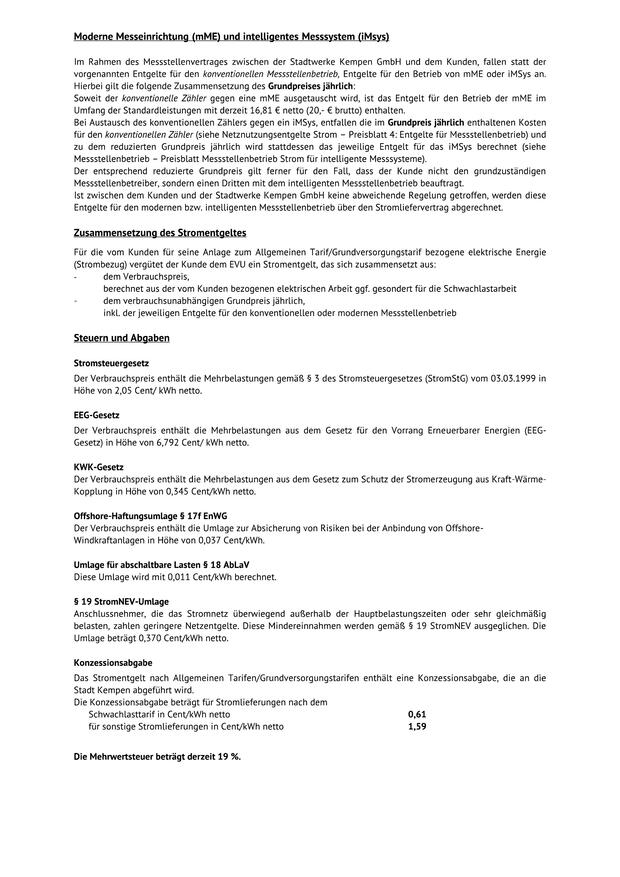 Moderne Messeinrichtung (mME) und intelligentes Messsystem (iMsys)
Im Rahmen des Messstellenvertrages zwischen der Stadtwerke Kempen GmbH und dem Kunden, fallen statt der
vorgenannten Entgelte für den konventionellen Messstellenbetrieb, Entgelte für den Betrieb von mME oder iMSys an.
Hierbei gilt die folgende Zusammensetzung des Grundpreises jährlich:
Soweit der konventionelle Zähler gegen eine mME ausgetauscht wird, ist das Entgelt für den Betrieb der mME im
Umfang der Standardleistungen mit derzeit 16,81 € netto (20,- € brutto) enthalten.
Bei Austausch des konventionellen Zählers gegen ein iMSys, entfallen die im Grundpreis jährlich enthaltenen Kosten
für den konventionellen Zähler (siehe Netznutzungsentgelte Strom – Preisblatt 4: Entgelte für Messstellenbetrieb) und
zu dem reduzierten Grundpreis jährlich wird stattdessen das jeweilige Entgelt für das iMSys berechnet (siehe
Messstellenbetrieb – Preisblatt Messstellenbetrieb Strom für intelligente Messsysteme).
Der entsprechend reduzierte Grundpreis gilt ferner für den Fall, dass der Kunde nicht den grundzuständigen
Messstellenbetreiber, sondern einen Dritten mit dem intelligenten Messstellenbetrieb beauftragt.
Ist zwischen dem Kunden und der Stadtwerke Kempen GmbH keine abweichende Regelung getroffen, werden diese
Entgelte für den modernen bzw. intelligenten Messstellenbetrieb über den Stromliefervertrag abgerechnet.
Zusammensetzung des Stromentgeltes
Für die vom Kunden für seine Anlage zum Allgemeinen Tarif/Grundversorgungstarif bezogene elektrische Energie
(Strombezug) vergütet der Kunde dem EVU ein Stromentgelt, das sich zusammensetzt aus:
- dem Verbrauchspreis,
berechnet aus der vom Kunden bezogenen elektrischen Arbeit ggf. gesondert für die Schwachlastarbeit
- dem verbrauchsunabhängigen Grundpreis jährlich,
inkl. der jeweiligen Entgelte für den konventionellen oder modernen Messstellenbetrieb
Steuern und Abgaben
Stromsteuergesetz
Der Verbrauchspreis enthält die Mehrbelastungen gemäß § 3 des Stromsteuergesetzes (StromStG) vom 03.03.1999 in
Höhe von 2,05 Cent/ kWh netto.
EEG-Gesetz
Der Verbrauchspreis enthält die Mehrbelastungen aus dem Gesetz für den Vorrang Erneuerbarer Energien (EEG-
Gesetz) in Höhe von 6,792 Cent/ kWh netto.
KWK-Gesetz
Der Verbrauchspreis enthält die Mehrbelastungen aus dem Gesetz zum Schutz der Stromerzeugung aus Kraft-Wärme-
Kopplung in Höhe von 0,345 Cent/kWh netto.
Offshore-Haftungsumlage § 17f EnWG
Der Verbrauchspreis enthält die Umlage zur Absicherung von Risiken bei der Anbindung von Offshore-
Windkraftanlagen in Höhe von 0,037 Cent/kWh.
Umlage für abschaltbare Lasten § 18 AbLaV
Diese Umlage wird mit 0,011 Cent/kWh berechnet.
§ 19 StromNEV-Umlage
Anschlussnehmer, die das Stromnetz überwiegend außerhalb der Hauptbelastungszeiten oder sehr gleichmäßig
belasten, zahlen geringere Netzentgelte. Diese Mindereinnahmen werden gemäß § 19 StromNEV ausgeglichen. Die
Umlage beträgt 0,370 Cent/kWh netto.
Konzessionsabgabe
Das Stromentgelt nach Allgemeinen Tarifen/Grundversorgungstarifen enthält eine Konzessionsabgabe, die an die
Stadt Kempen abgeführt wird.
Die Konzessionsabgabe beträgt für Stromlieferungen nach dem
Schwachlasttarif in Cent/kWh netto 0,61
für sonstige Stromlieferungen in Cent/kWh netto 1,59
Die Mehrwertsteuer beträgt derzeit 19 %.